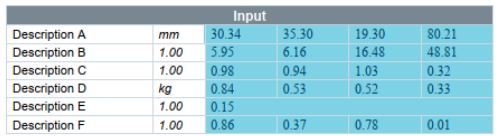 Input
Description A mm 30.34 35.30 19.30 80.21
Description B 1.00 5.95 6.16 16.48 48.81
Description C 1.00 0.98 0.94 1.03 0.32
Description D kg 0.84 0.53 0.52 0.33
Description E 1.00 0.15
Description F 1.00 0.86 0.37 0.78 0.01